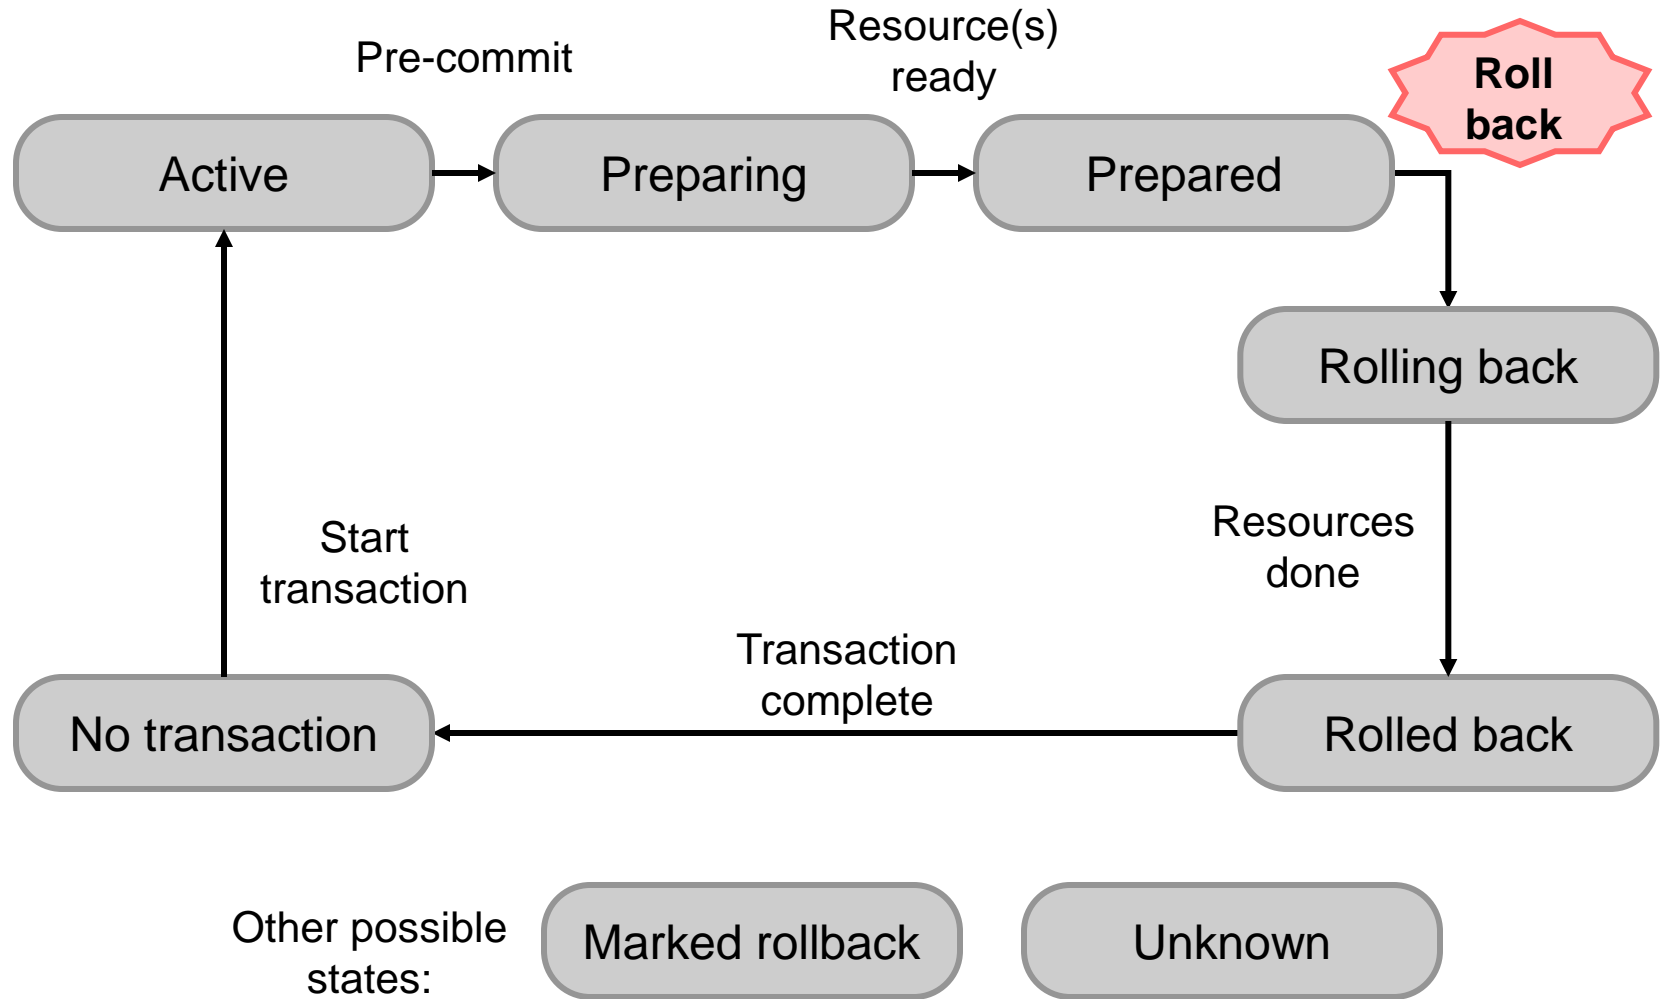 Pre-commit
Resource(s)
ready
Roll
back
Active
Preparing
Prepared
Rolling back
Start
transaction
Resources
done
Transaction
complete
No transaction
Rolled back
Other possible
states:
Marked rollback
Unknown